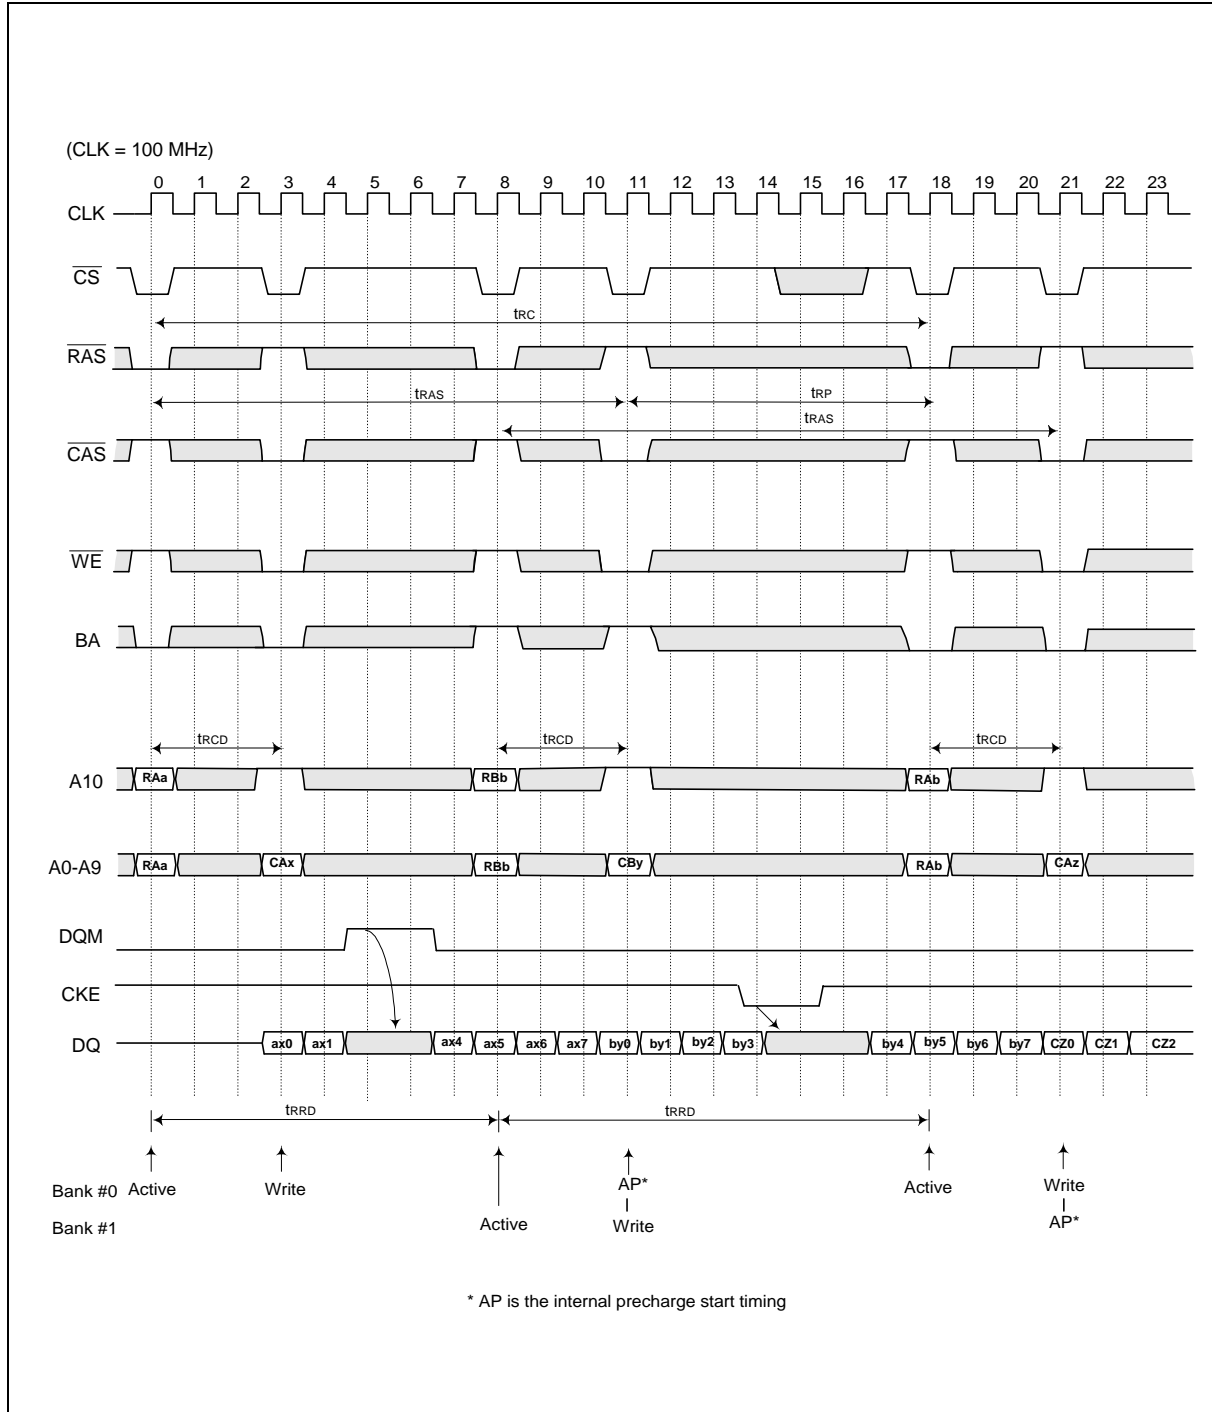 (CLK = 100 MHz)
0 1 2 3 4 5 6 7 8 9 10 11 12 13 14 15 16 17 18 19 20 21 22 23
CLK
CS
tRC
RAS
tRAS tRP
tRAS
CAS
WE
BA
tRCD tRCD tRCD
A10 RAa RBb RAb
A0-A9 RAa CAx RBb CBy RAb CAz
DQM
CKE
DQ ax0 ax1 ax4 ax5 ax6 ax7 by0 by1 by2 by3 by4 by5 by6 by7 CZ0 CZ1 CZ2
tRRD tRRD
Bank #0 Active Write AP* Active Write
Bank #1 Active Write AP*
* AP is the internal precharge start timing